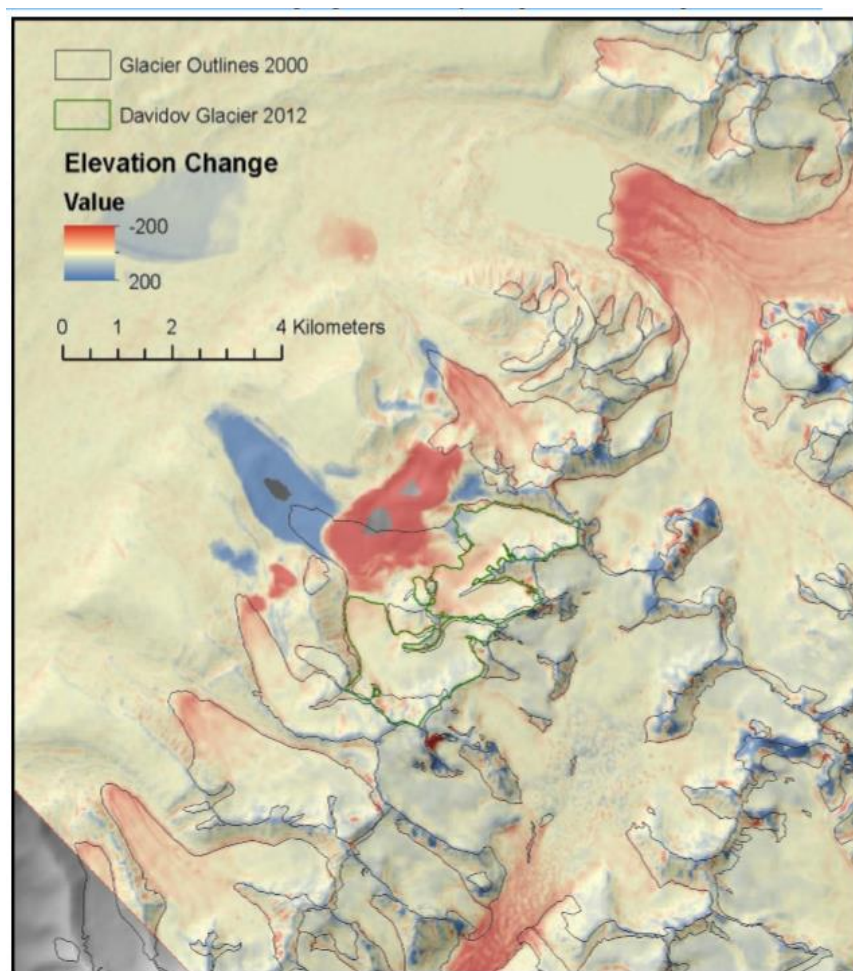 Glacier Outlines 2000
Davidov Glacier 2012
Elevation Change
Value
-200
200
0 1 2 4 Kilometers